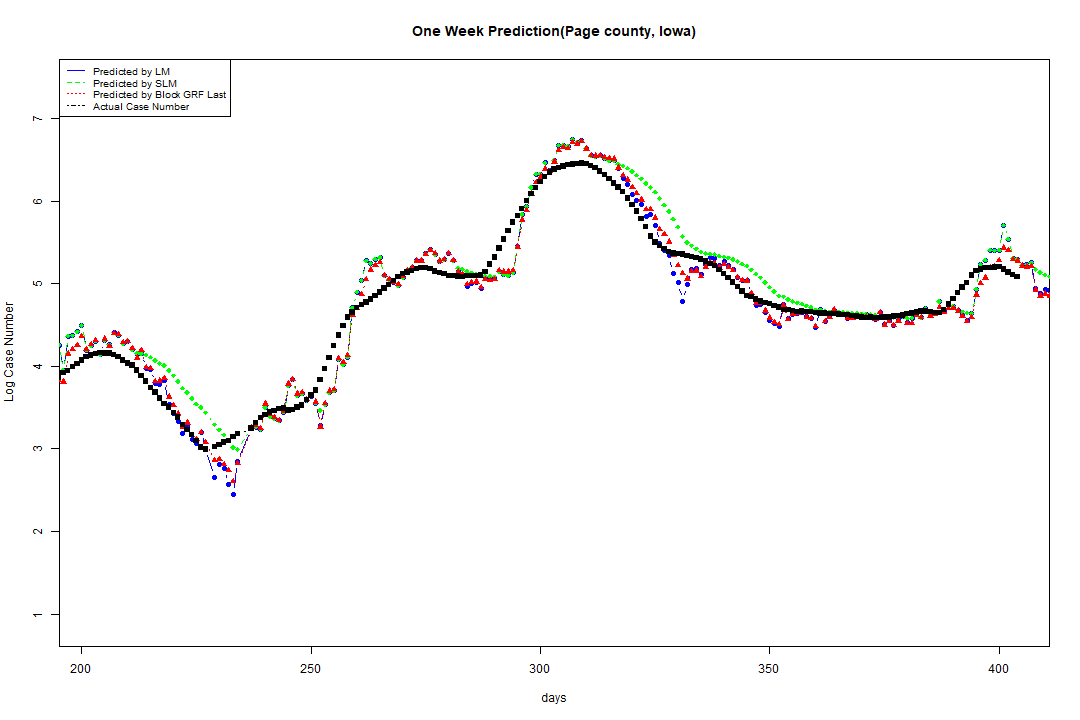 One Week Prediction(Page county, Iowa)
Predicted by LM
Predicted by SLM
Predicted by Block GRF Last
Actual Case Number
7
6
5
4
3
2
1
Log Case Number
200 250 300 350 400
days